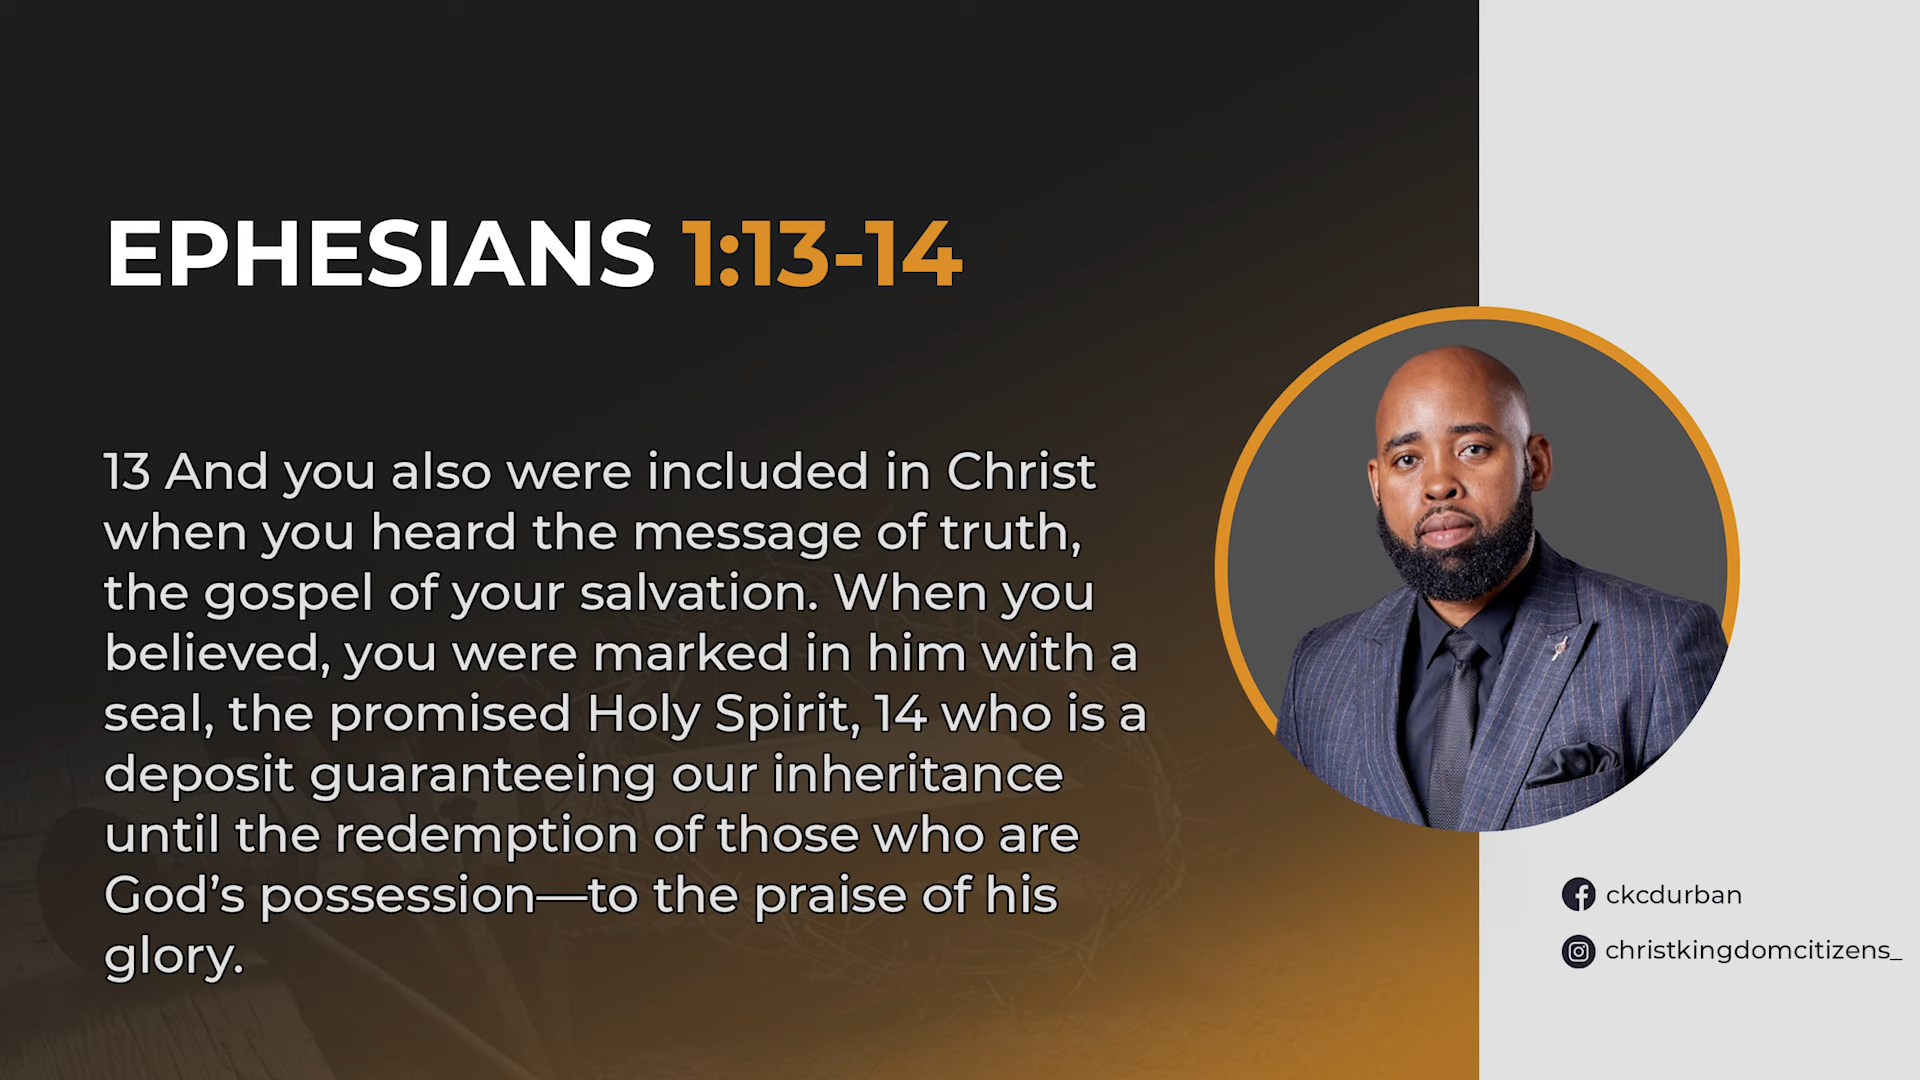 EPHESIANS 1:13-14
13 And you also were included in Christ
when you heard the message of truth,
the gospel of your salvation. When you
believed, you were marked in him with a
seal, the promised Holy Spirit, 14 who is a
deposit guaranteeing our inheritance
until the redemption of those who are
God’s possession—to the praise of his
glory.
ckcdurban
christkingdomcitizens_